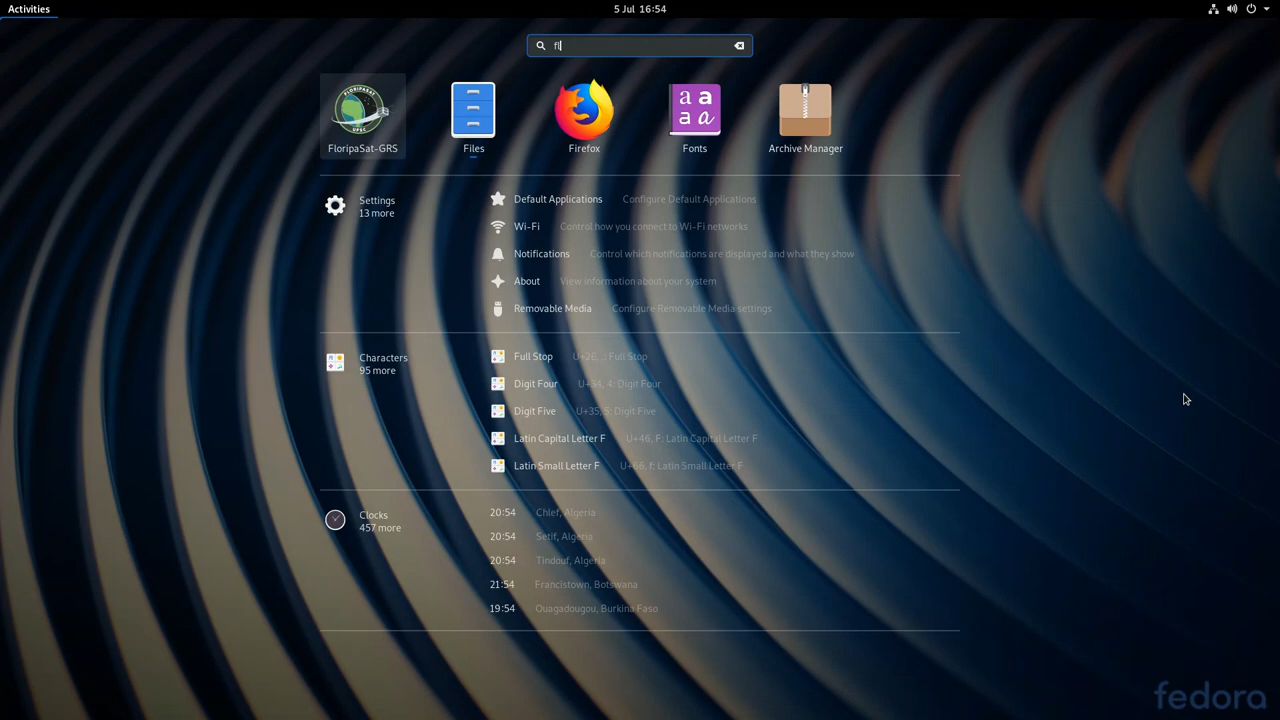 Activities
5 Jul 16:54
fl
FLORIPASAT
UFSC
a a
a a
FloripaSat-GRS
Files
Firefox
Fonts
Archive Manager
Settings
13 more
Default Applications Configure Default Applications
Wi-Fi Control how you connect to Wi-Fi networks
Notifications Control which notifications are displayed and what they show
About View information about your system
Removable Media Configure Removable Media settings
Characters
95 more
Full Stop U+2E, .: Full Stop
Digit Four U+34, 4: Digit Four
Digit Five U+35, 5: Digit Five
Latin Capital Letter F U+46, F: Latin Capital Letter F
Latin Small Letter F U+66, f: Latin Small Letter F
Clocks
457 more
20:54 Chlef, Algeria
20:54 Setif, Algeria
20:54 Tindouf, Algeria
21:54 Francistown, Botswana
19:54 Ouagadougou, Burkina Faso
fedora